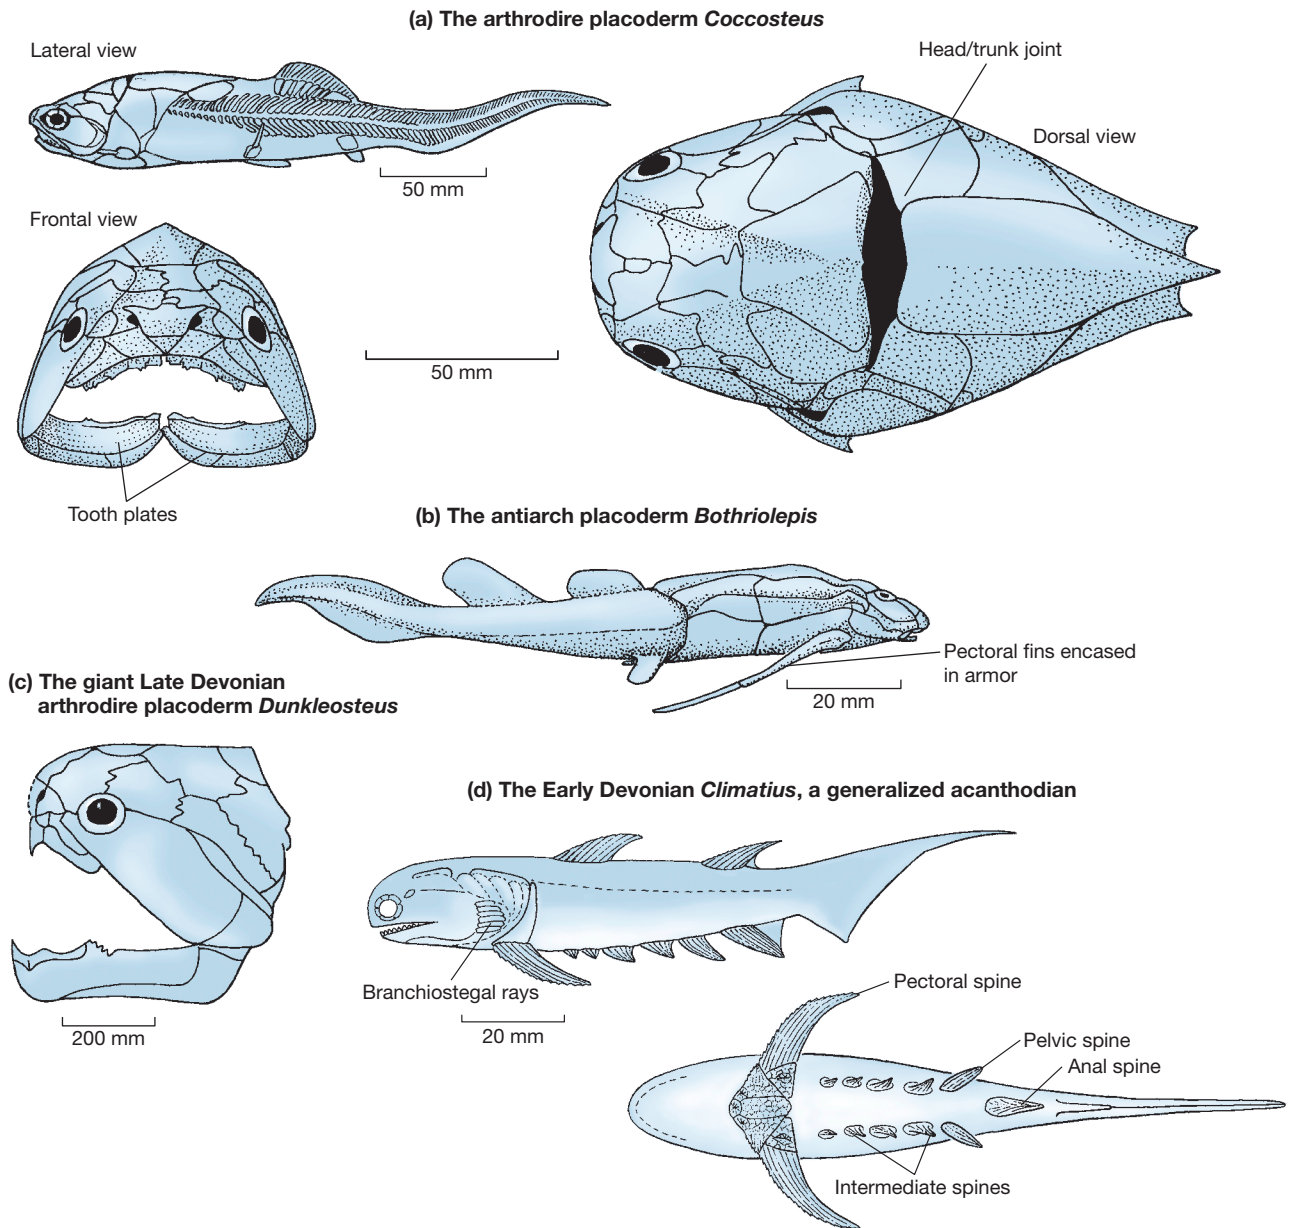 (a) The arthrodire placoderm Coccosteus
Lateral view
Head/trunk joint
Dorsal view
50 mm
Frontal view
50 mm
Tooth plates
(b) The antiarch placoderm Bothriolepis
Pectoral fins encased
in armor
20 mm
(c) The giant Late Devonian
arthrodire placoderm Dunkleosteus
200 mm
(d) The Early Devonian Climatius, a generalized acanthodian
Branchiostegal rays
20 mm
Pectoral spine
Pelvic spine
Anal spine
Intermediate spines